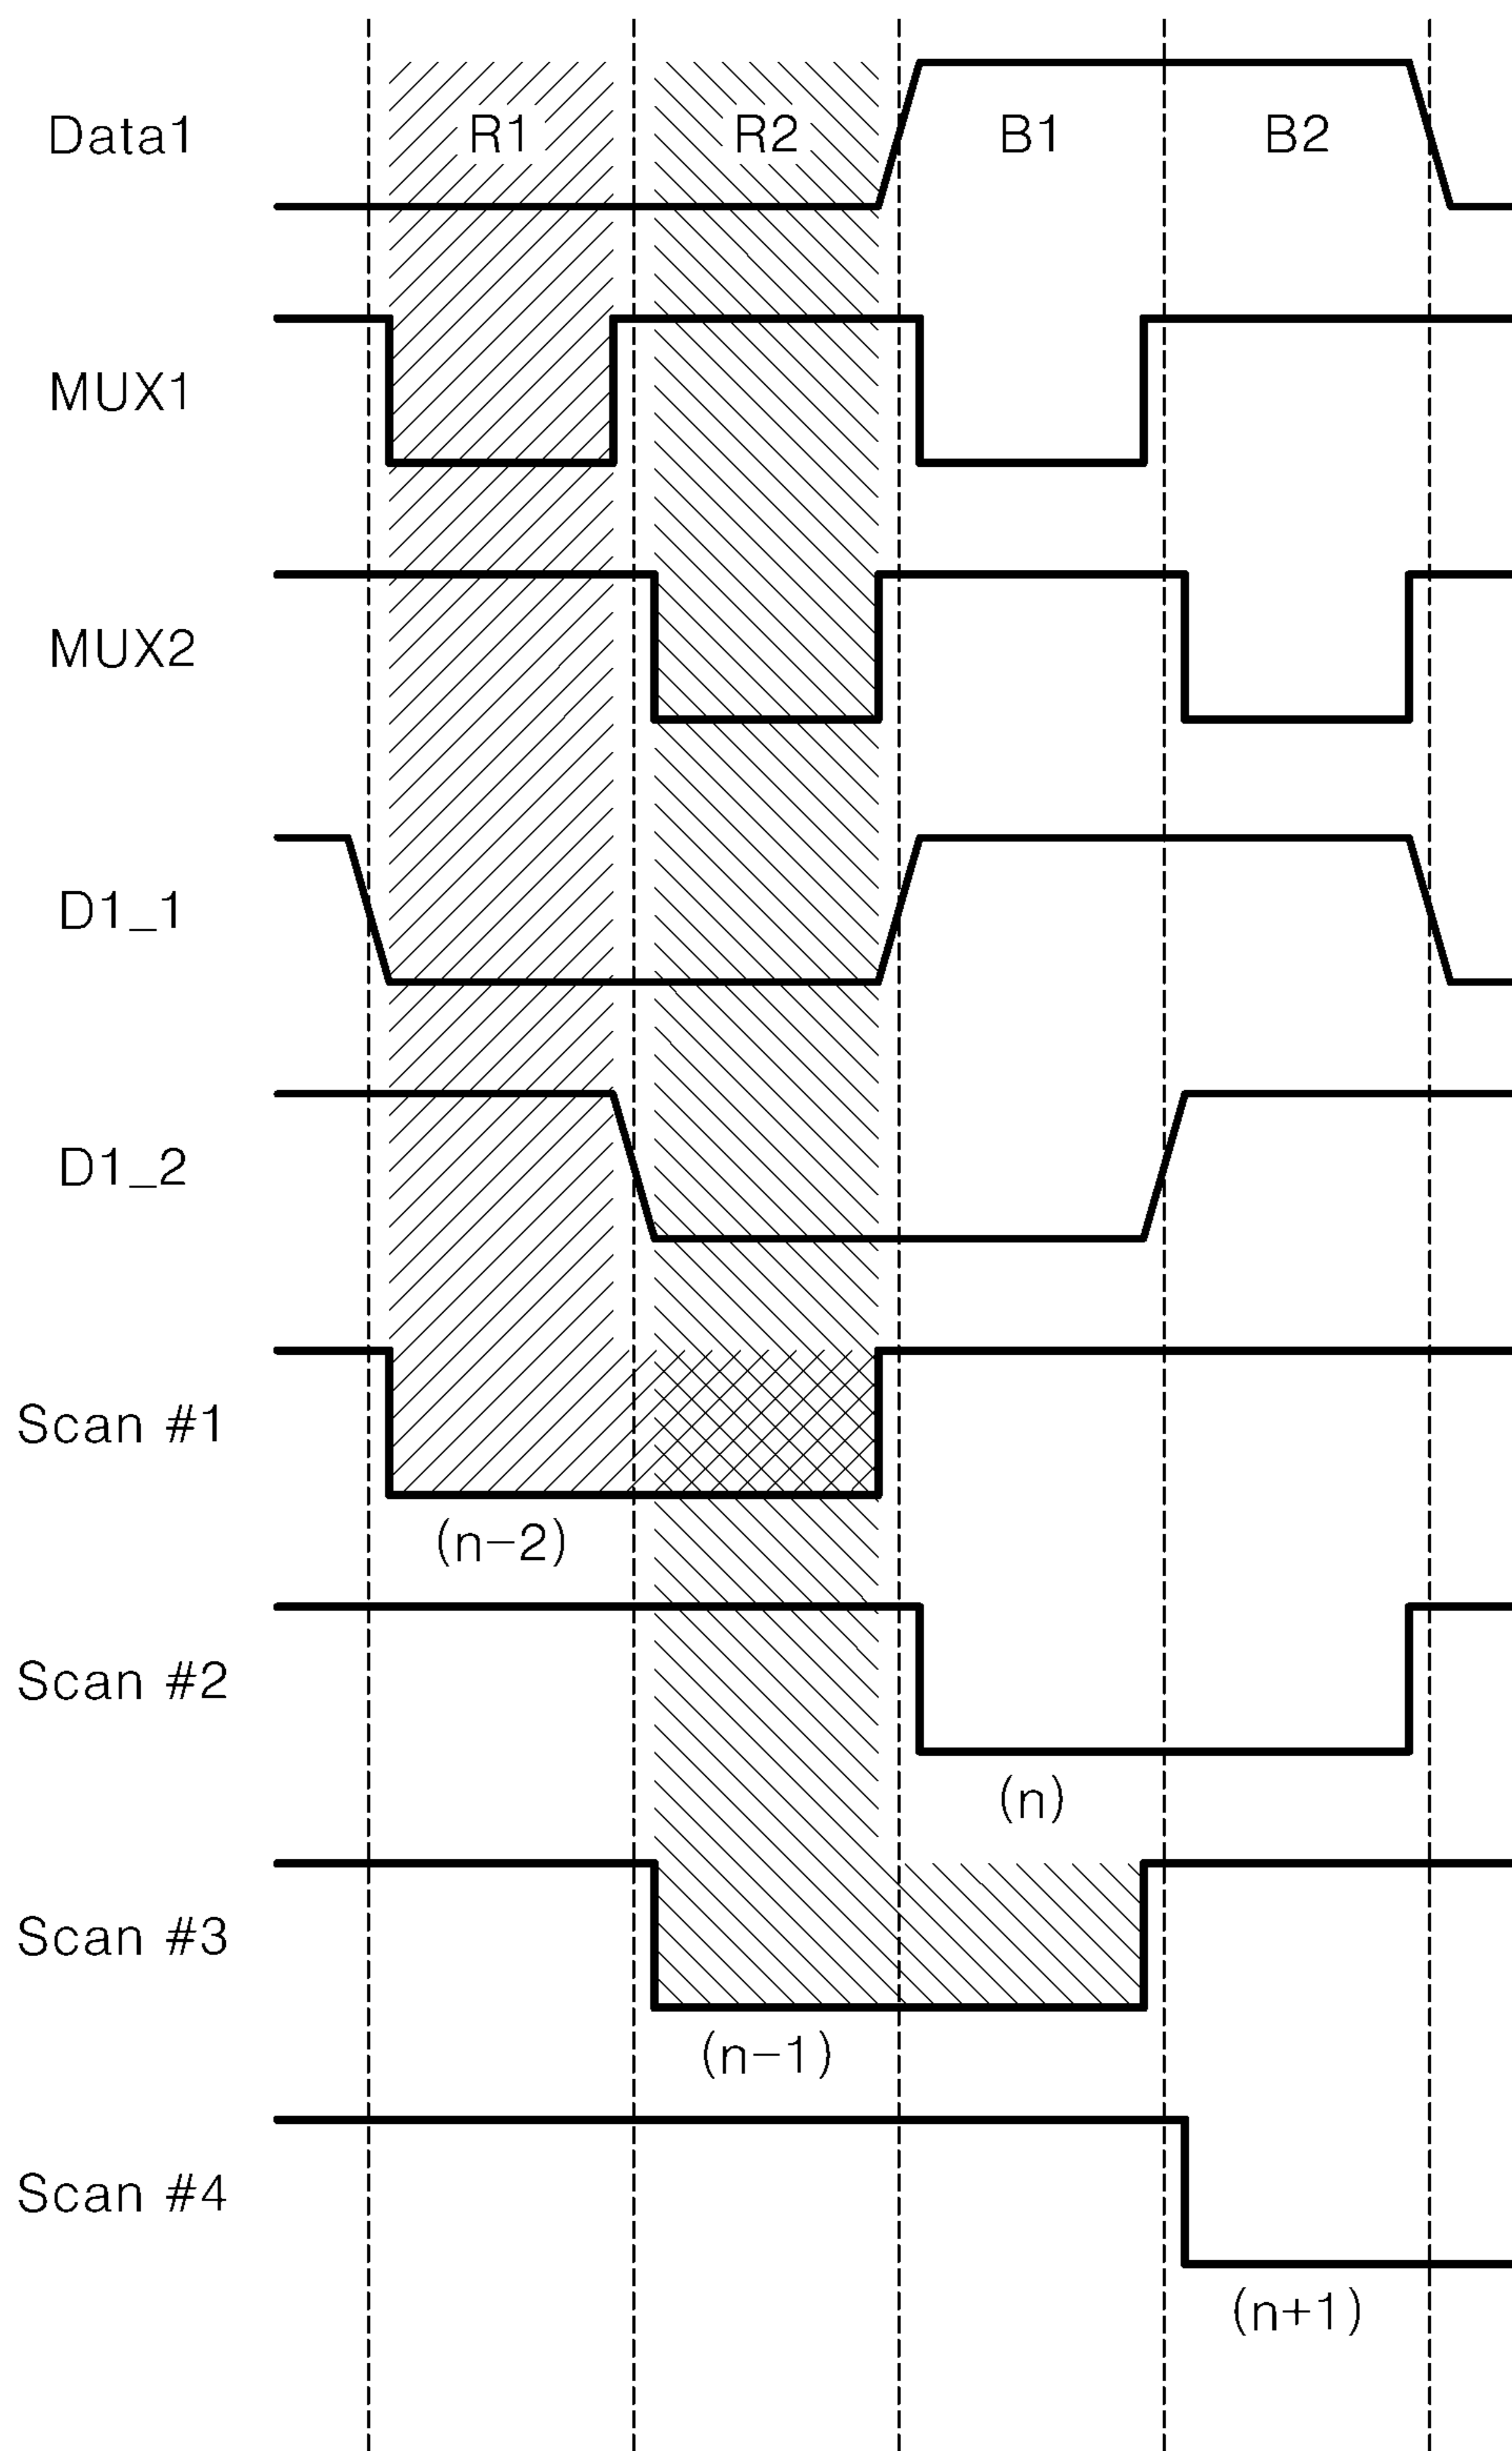 Data1
R1
R2
B1
B2
MUX1
MUX2
D1_1
D1_2
Scan #1
(n-2)
Scan #2
(n)
Scan #3
(n-1)
Scan #4
(n+1)